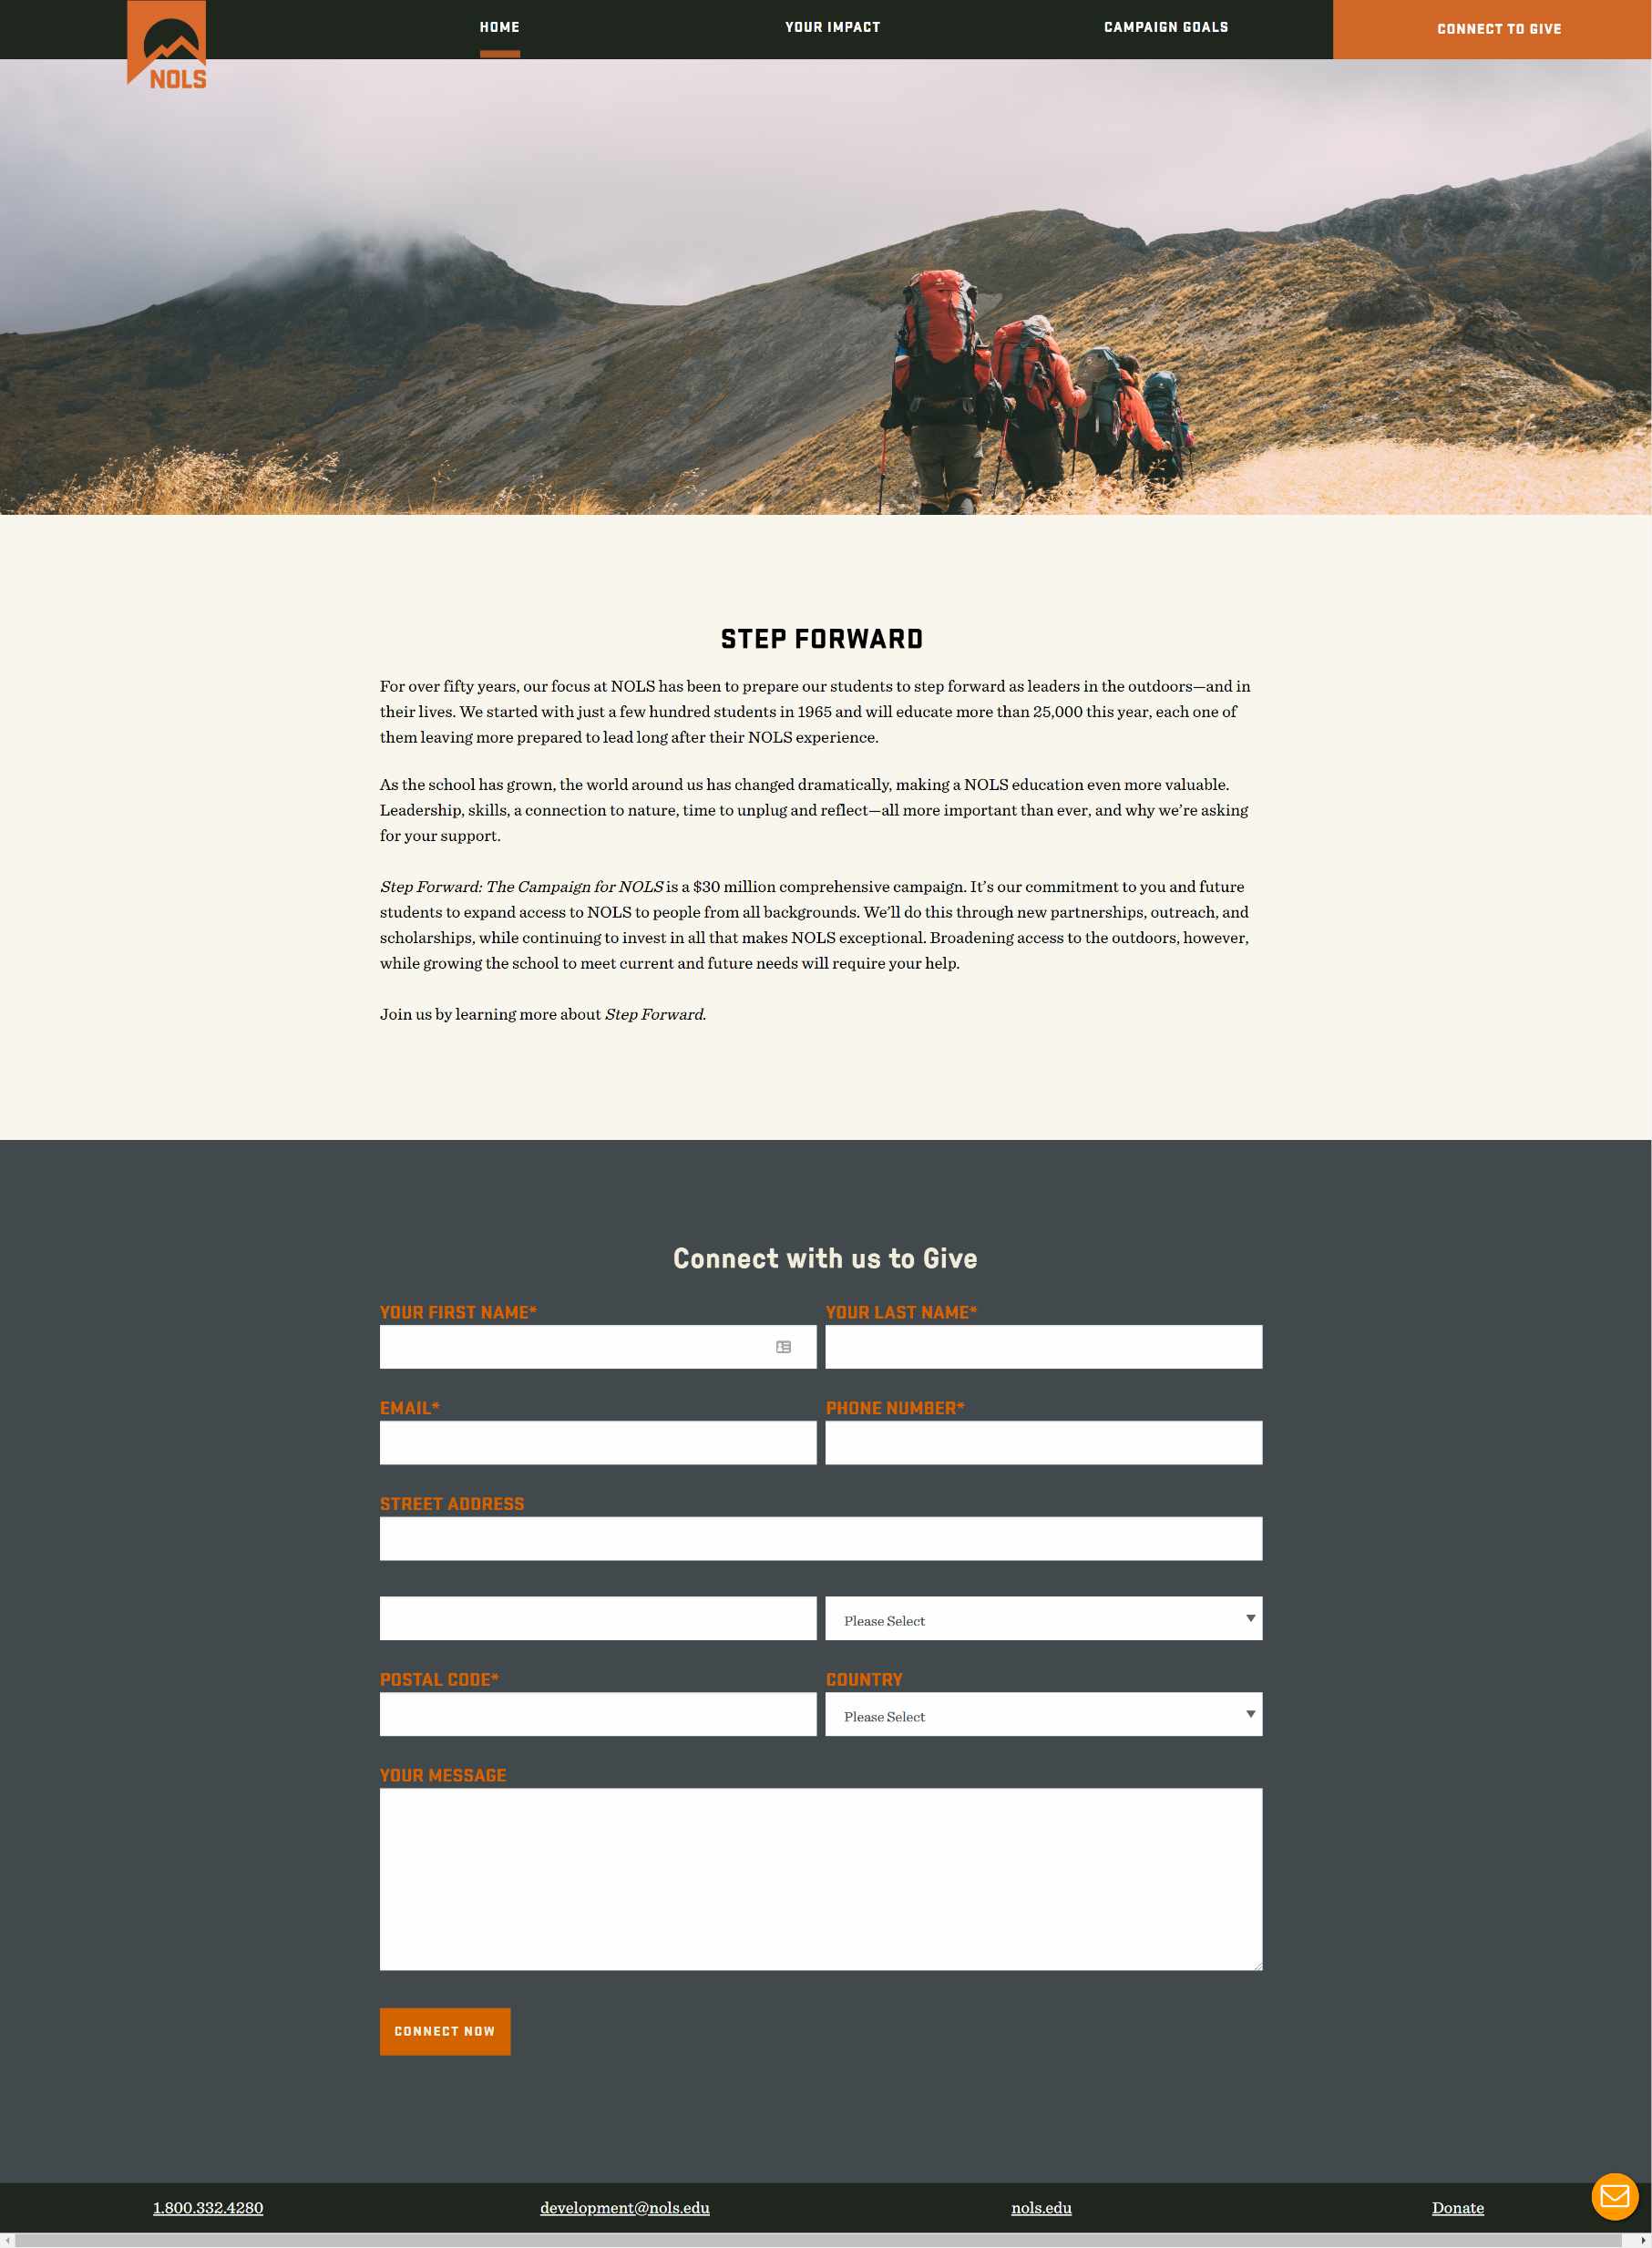 NOLS
HOME
YOUR IMPACT
CAMPAIGN GOALS
CONNECT TO GIVE
STEP FORWARD
For over fifty years, our focus at NOLS has been to prepare our students to step forward as leaders in the outdoors—and in
their lives. We started with just a few hundred students in 1965 and will educate more than 25,000 this year, each one of
them leaving more prepared to lead long after their NOLS experience.
As the school has grown, the world around us has changed dramatically, making a NOLS education even more valuable.
Leadership, skills, a connection to nature, time to unplug and reflect—all more important than ever, and why we’re asking
for your support.
Step Forward: The Campaign for NOLS is a $30 million comprehensive campaign. It’s our commitment to you and future
students to expand access to NOLS to people from all backgrounds. We’ll do this through new partnerships, outreach, and
scholarships, while continuing to invest in all that makes NOLS exceptional. Broadening access to the outdoors, however,
while growing the school to meet current and future needs will require your help.
Join us by learning more about Step Forward.
Connect with us to Give
YOUR FIRST NAME*
YOUR LAST NAME*
EMAIL*
PHONE NUMBER*
STREET ADDRESS
Please Select
POSTAL CODE*
COUNTRY
Please Select
YOUR MESSAGE
CONNECT NOW
1.800.332.4280
development@nols.edu
nols.edu
Donate